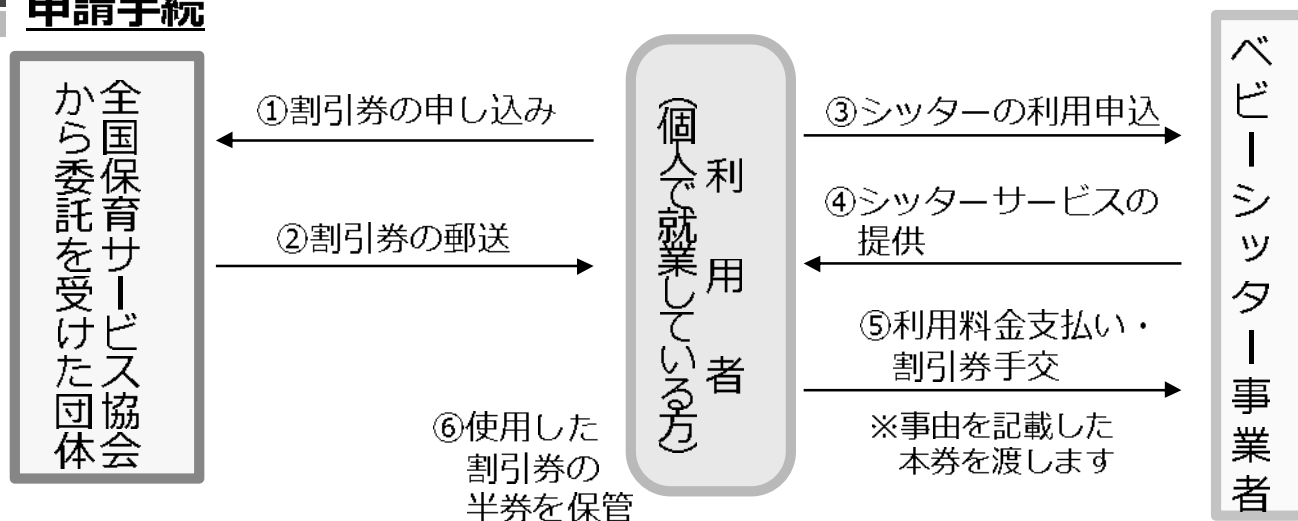 申請手続
全国保育サービス協会
から委託を受けた団体
①割引券の申し込み
②割引券の郵送
利用者
(個人で就業している方)
③シッターの利用申込
④シッターサービスの
提供
⑤利用料金支払い・
割引券手交
※事由を記載した
本券を渡します
⑥使用した
割引券の
半券を保管
ベビーシッター事業者